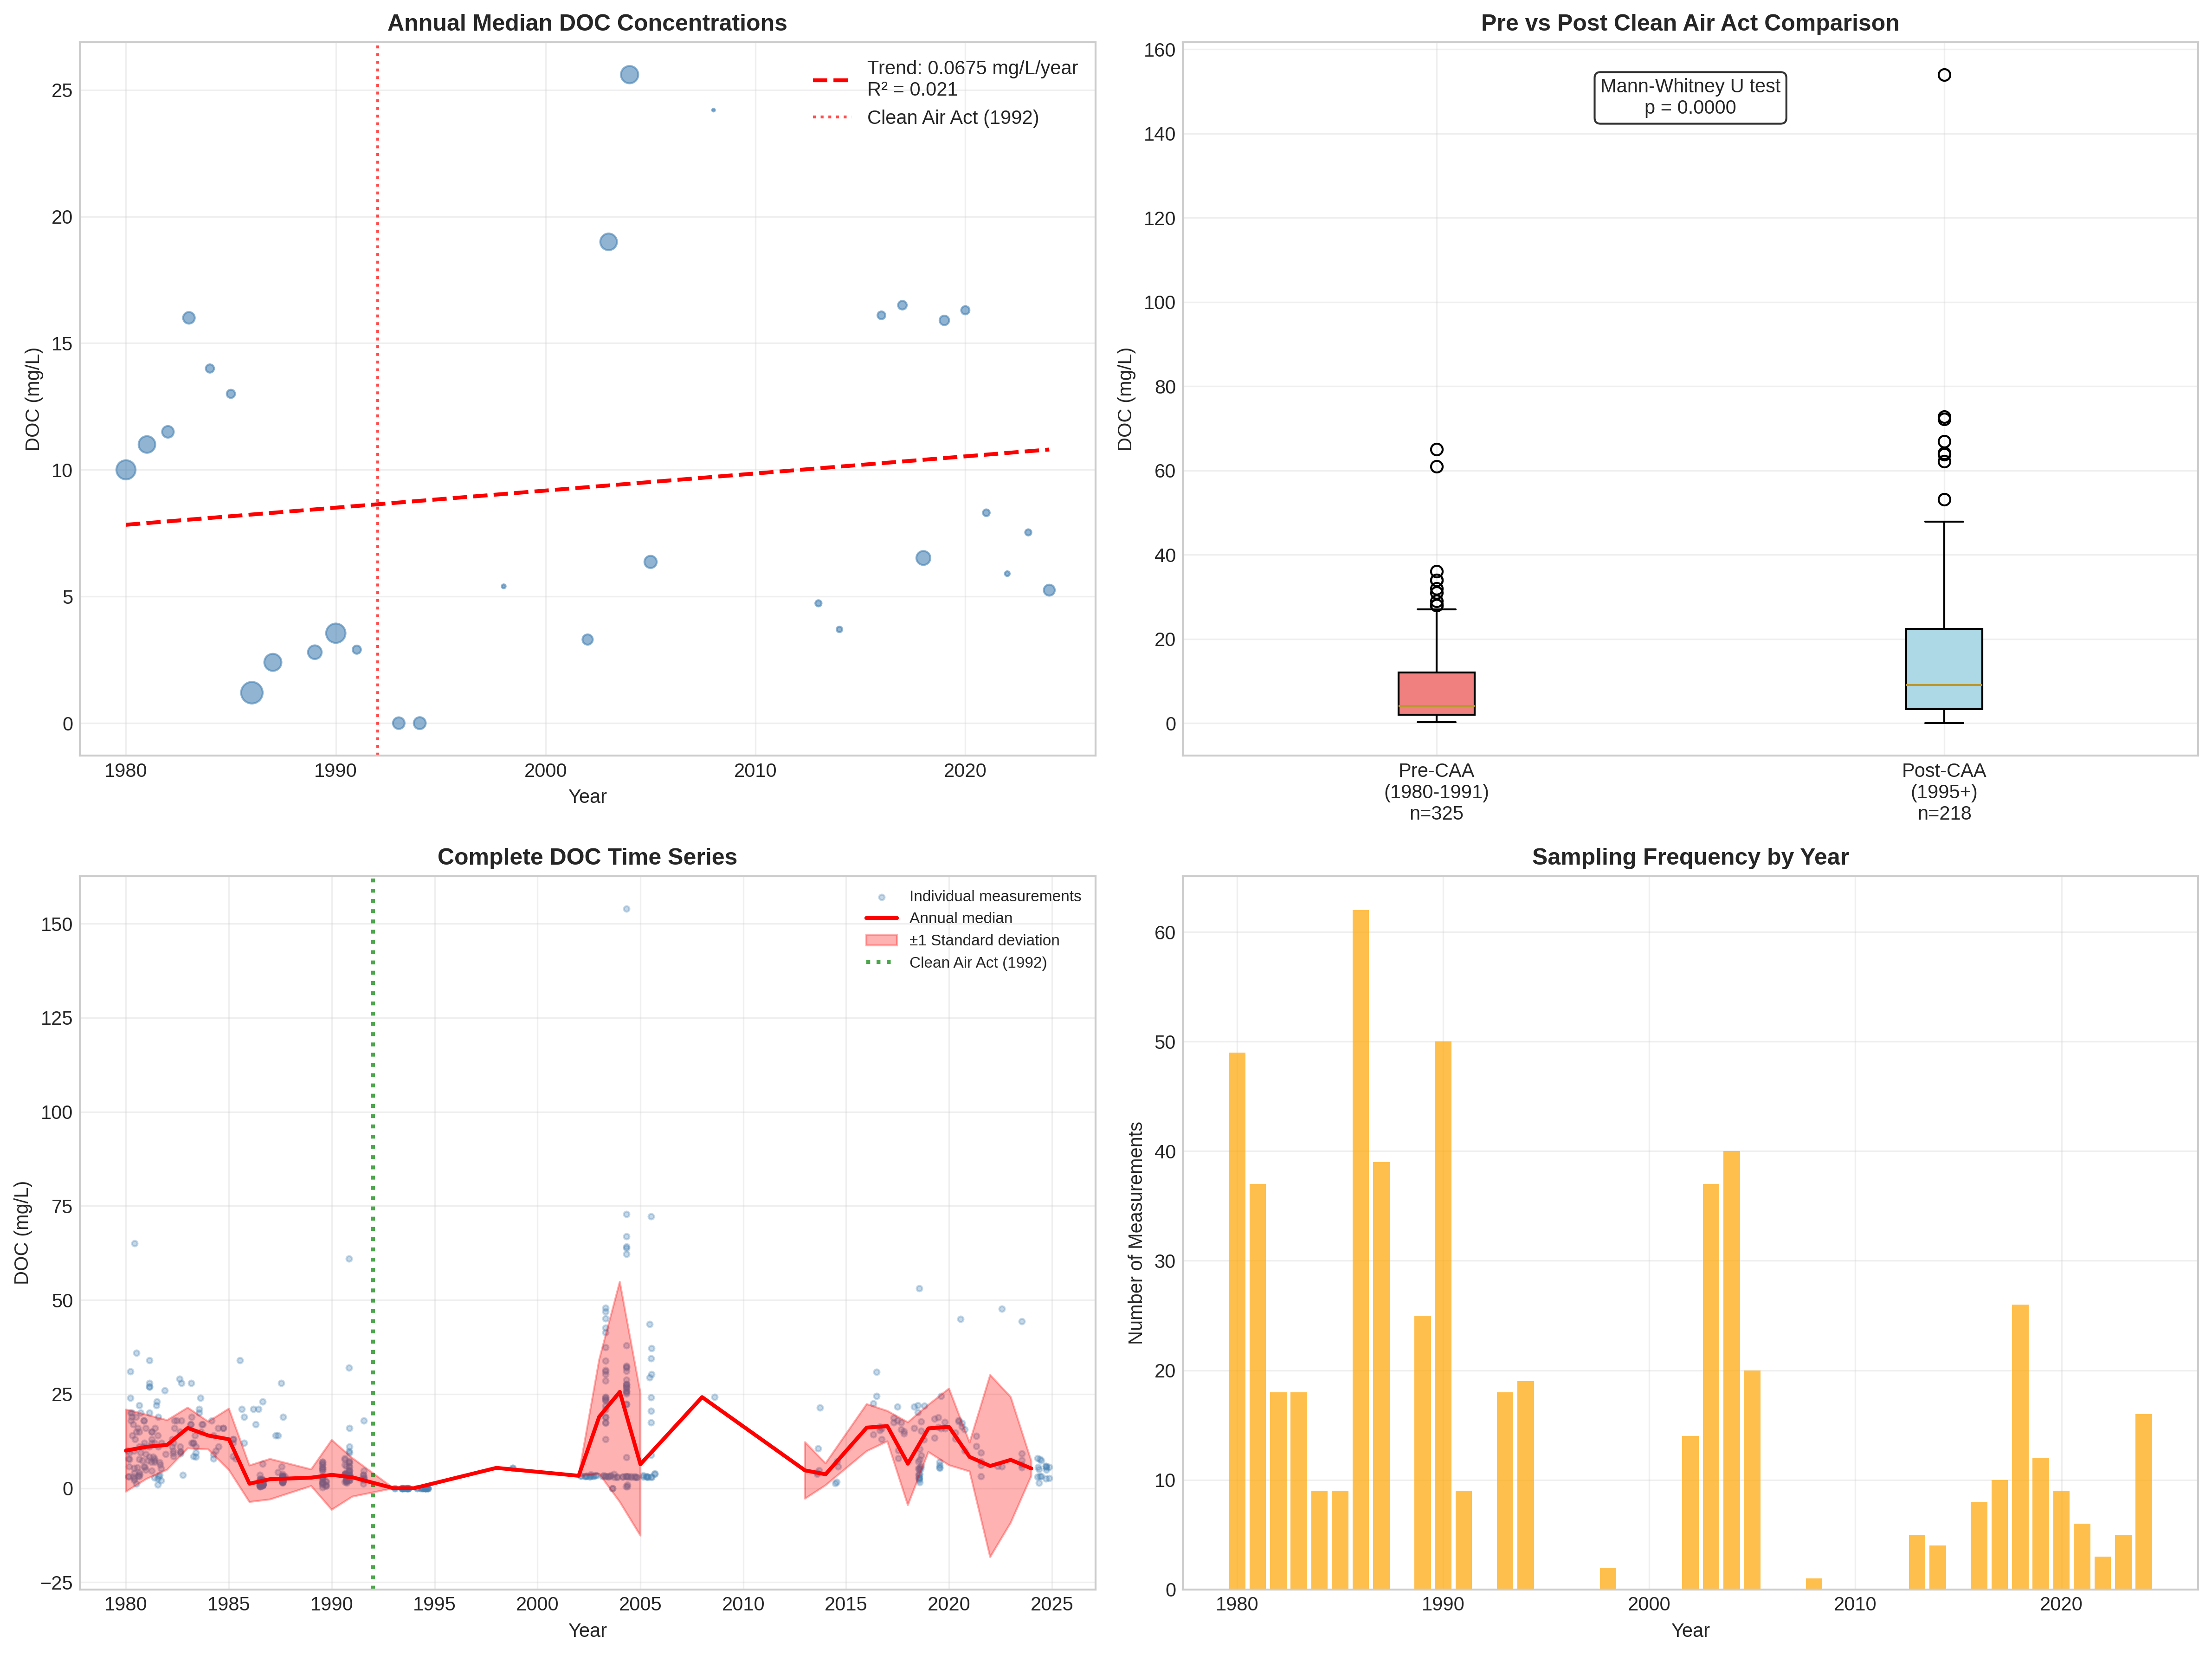 Annual Median DOC Concentrations
25
20
15
10
5
0
DOC (mg/L)
Trend: 0.0675 mg/L/year
R² = 0.021
Clean Air Act (1992)
1980
1990
2000
2010
2020
Year
Pre vs Post Clean Air Act Comparison
160
140
120
100
80
60
40
20
0
DOC (mg/L)
Mann-Whitney U test
p = 0.0000
Pre-CAA
(1980-1991)
n=325
Post-CAA
(1995+)
n=218
Complete DOC Time Series
150
125
100
75
50
25
0
−25
DOC (mg/L)
Individual measurements
Annual median
±1 Standard deviation
Clean Air Act (1992)
1980
1985
1990
1995
2000
2005
2010
2015
2020
2025
Year
Sampling Frequency by Year
60
50
40
30
20
10
0
Number of Measurements
1980
1990
2000
2010
2020
Year